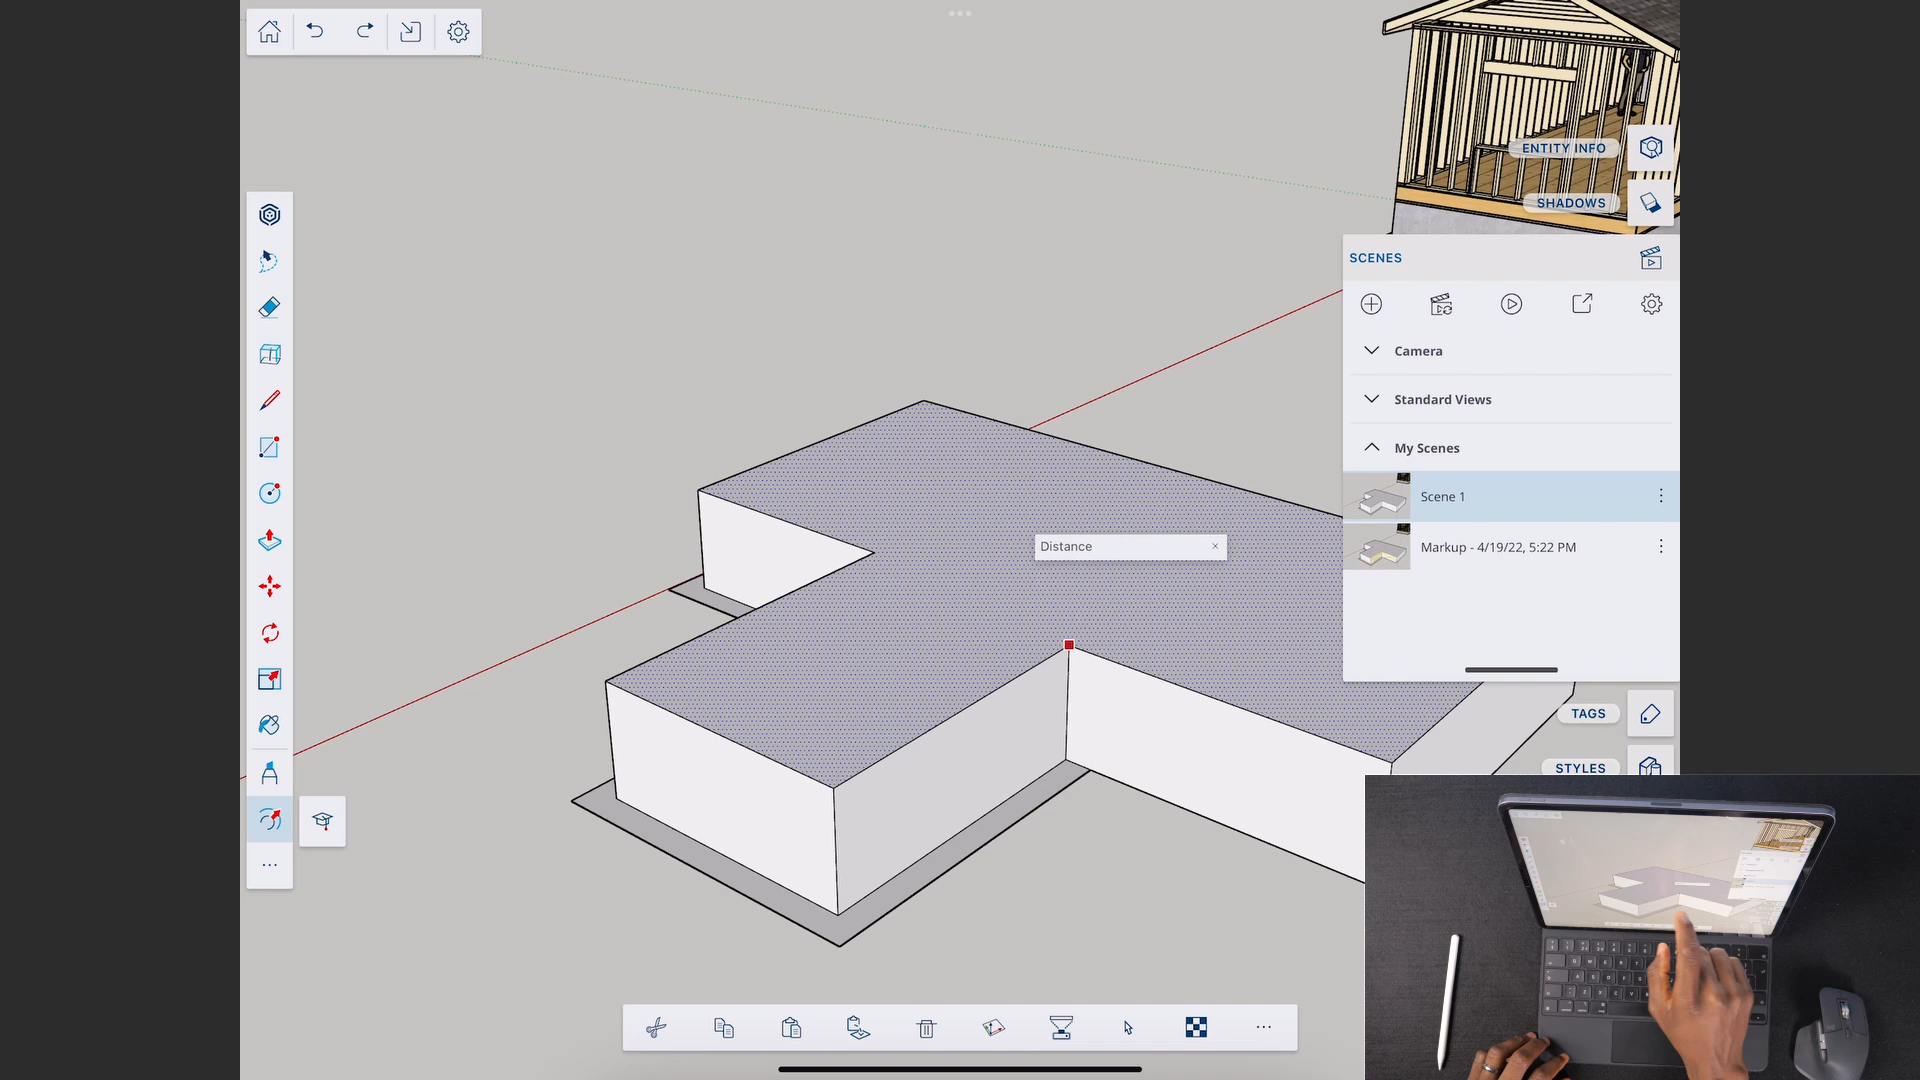 ENTITY INFO
SHADOWS
SCENES
Camera
Standard Views
My Scenes
Distance ×
Scene 1
Markup - 4/19/22, 5:22 PM
TAGS
STYLES